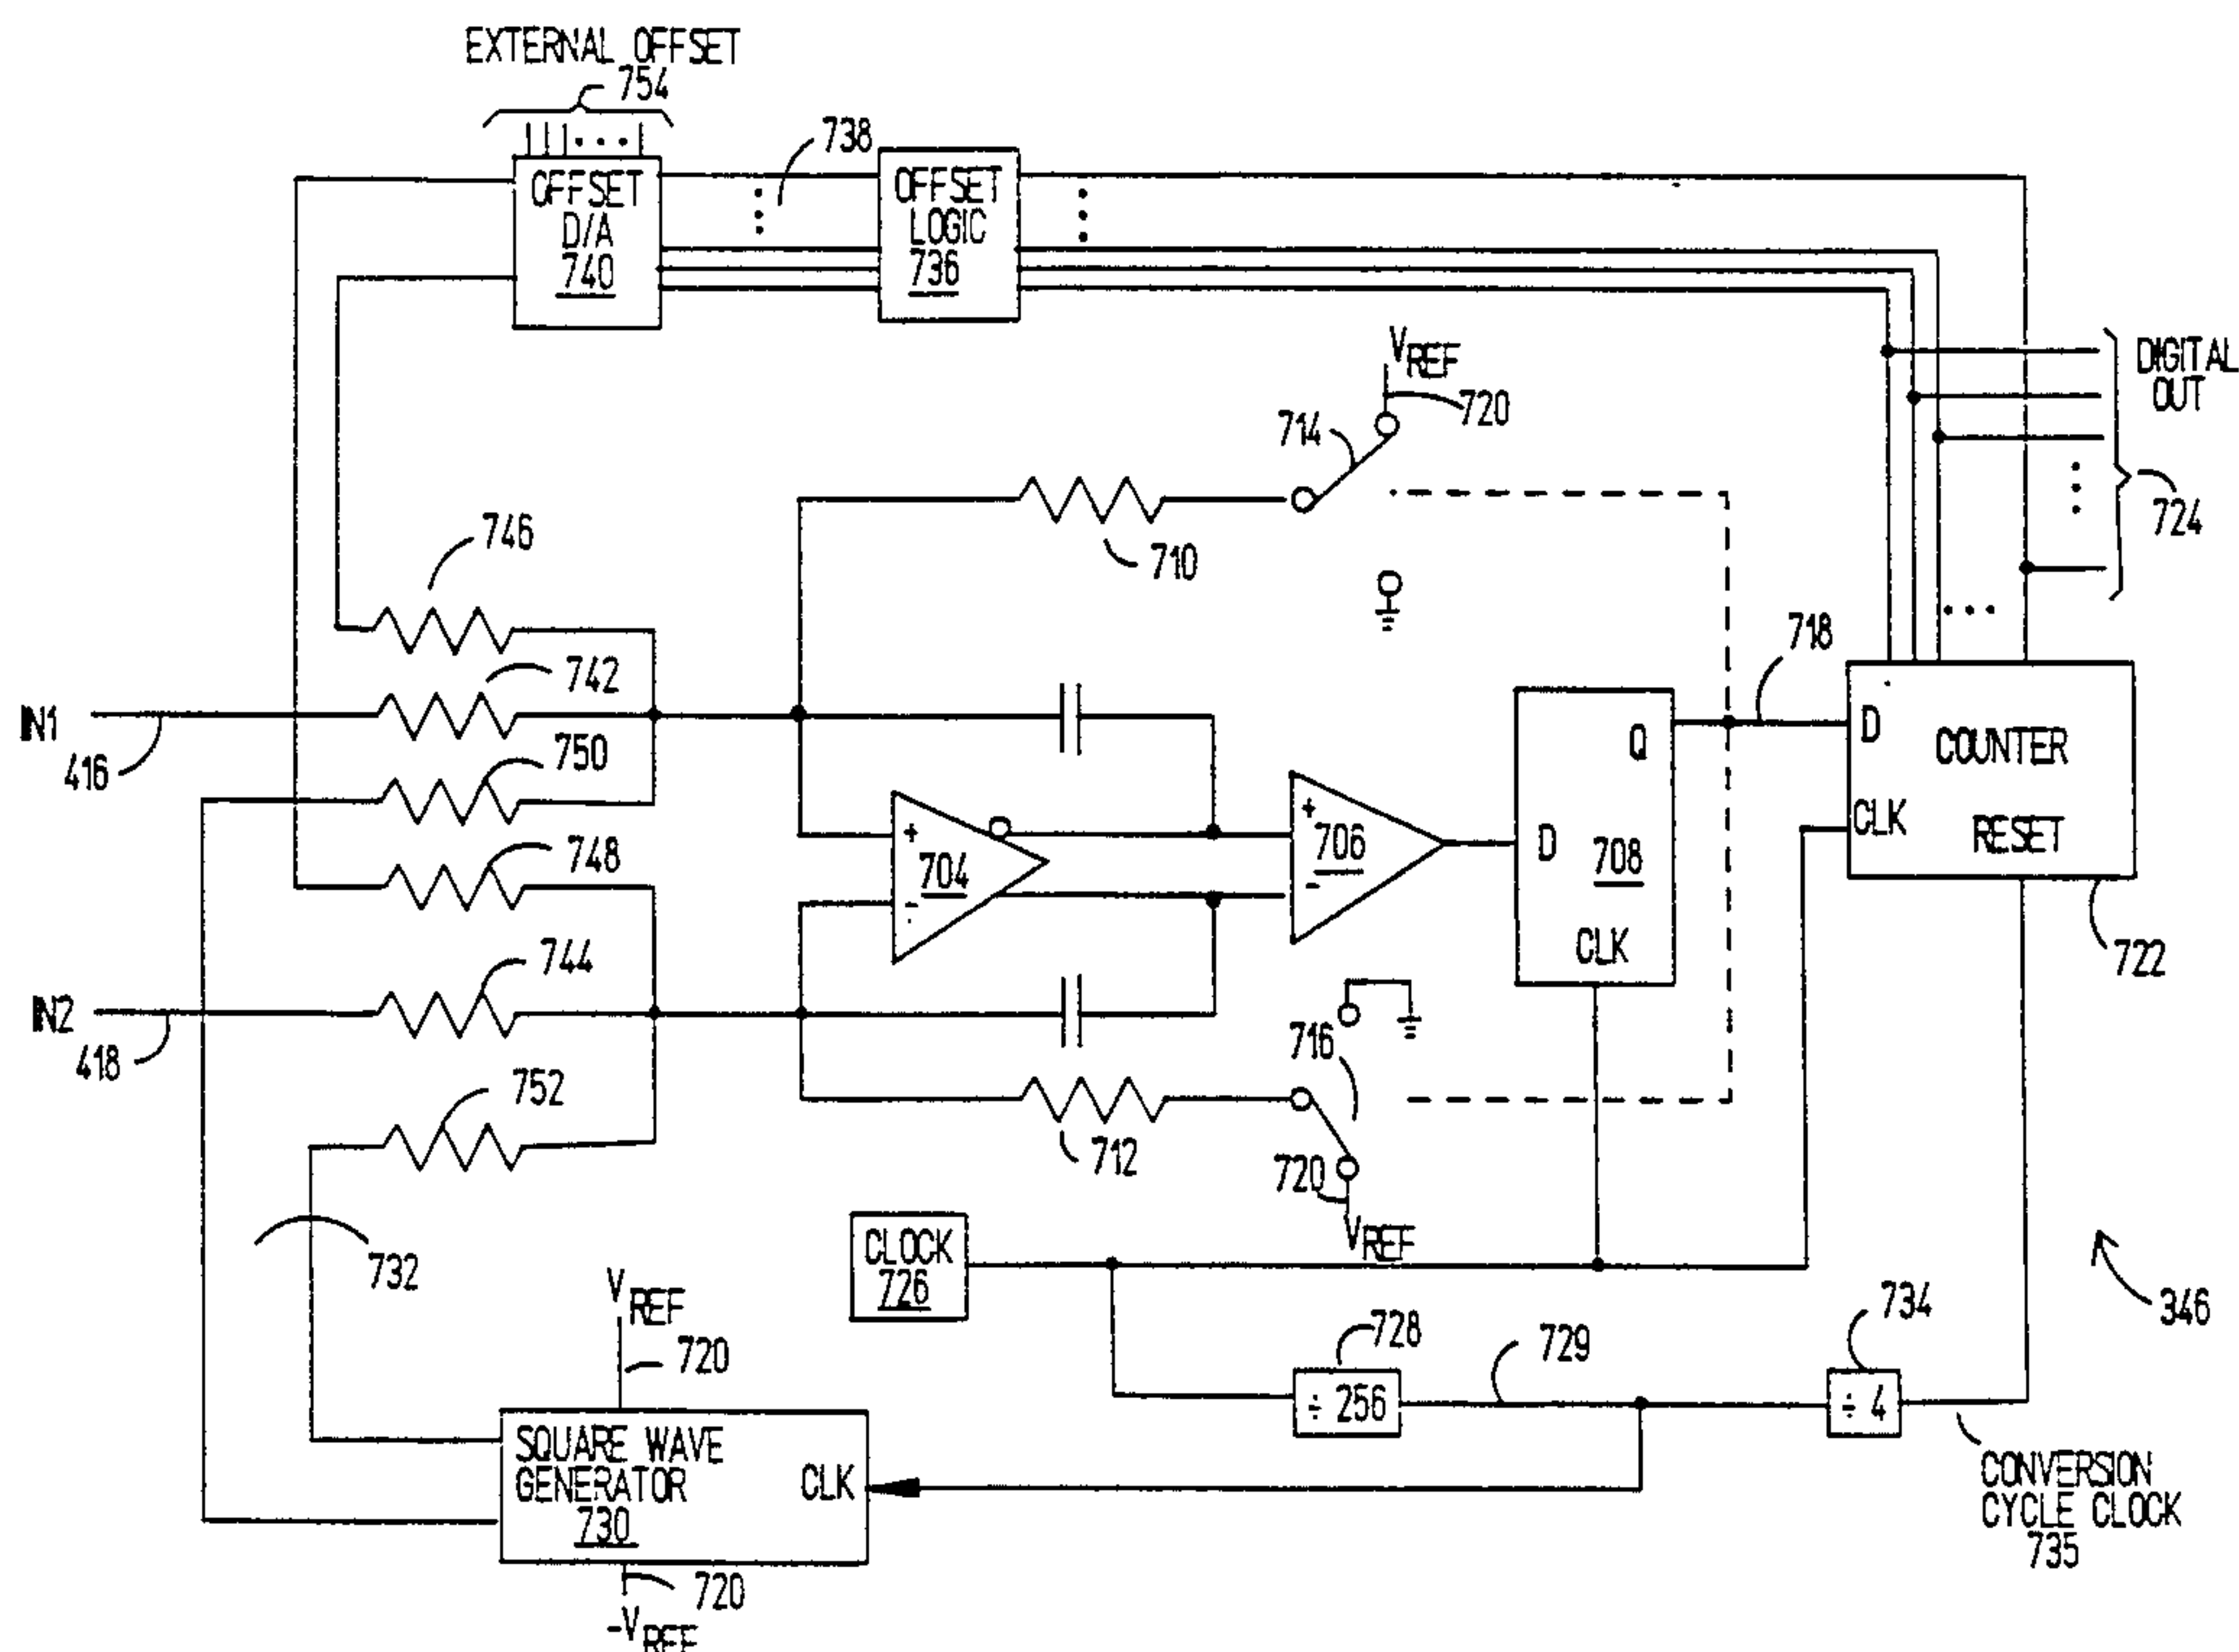 EXTERNAL OFFSET
754
738
OFFSET
D/A
740
OFFSET
LOGIC
736
VREF
720
714
DIGITAL
OUT
724
746
710
742
718
IN1
416
750
748
+
-
704
+
-
706
Q
D
708
CLK
D
COUNTER
CLK
RESET
722
744
IN2
418
716
752
712
720
VREF
732
CLOCK
726
VREF
720
728
729
734
346
÷ 256
÷ 4
SQUARE WAVE
GENERATOR
730
CLK
CONVERSION
CYCLE CLOCK
735
720
-VREF